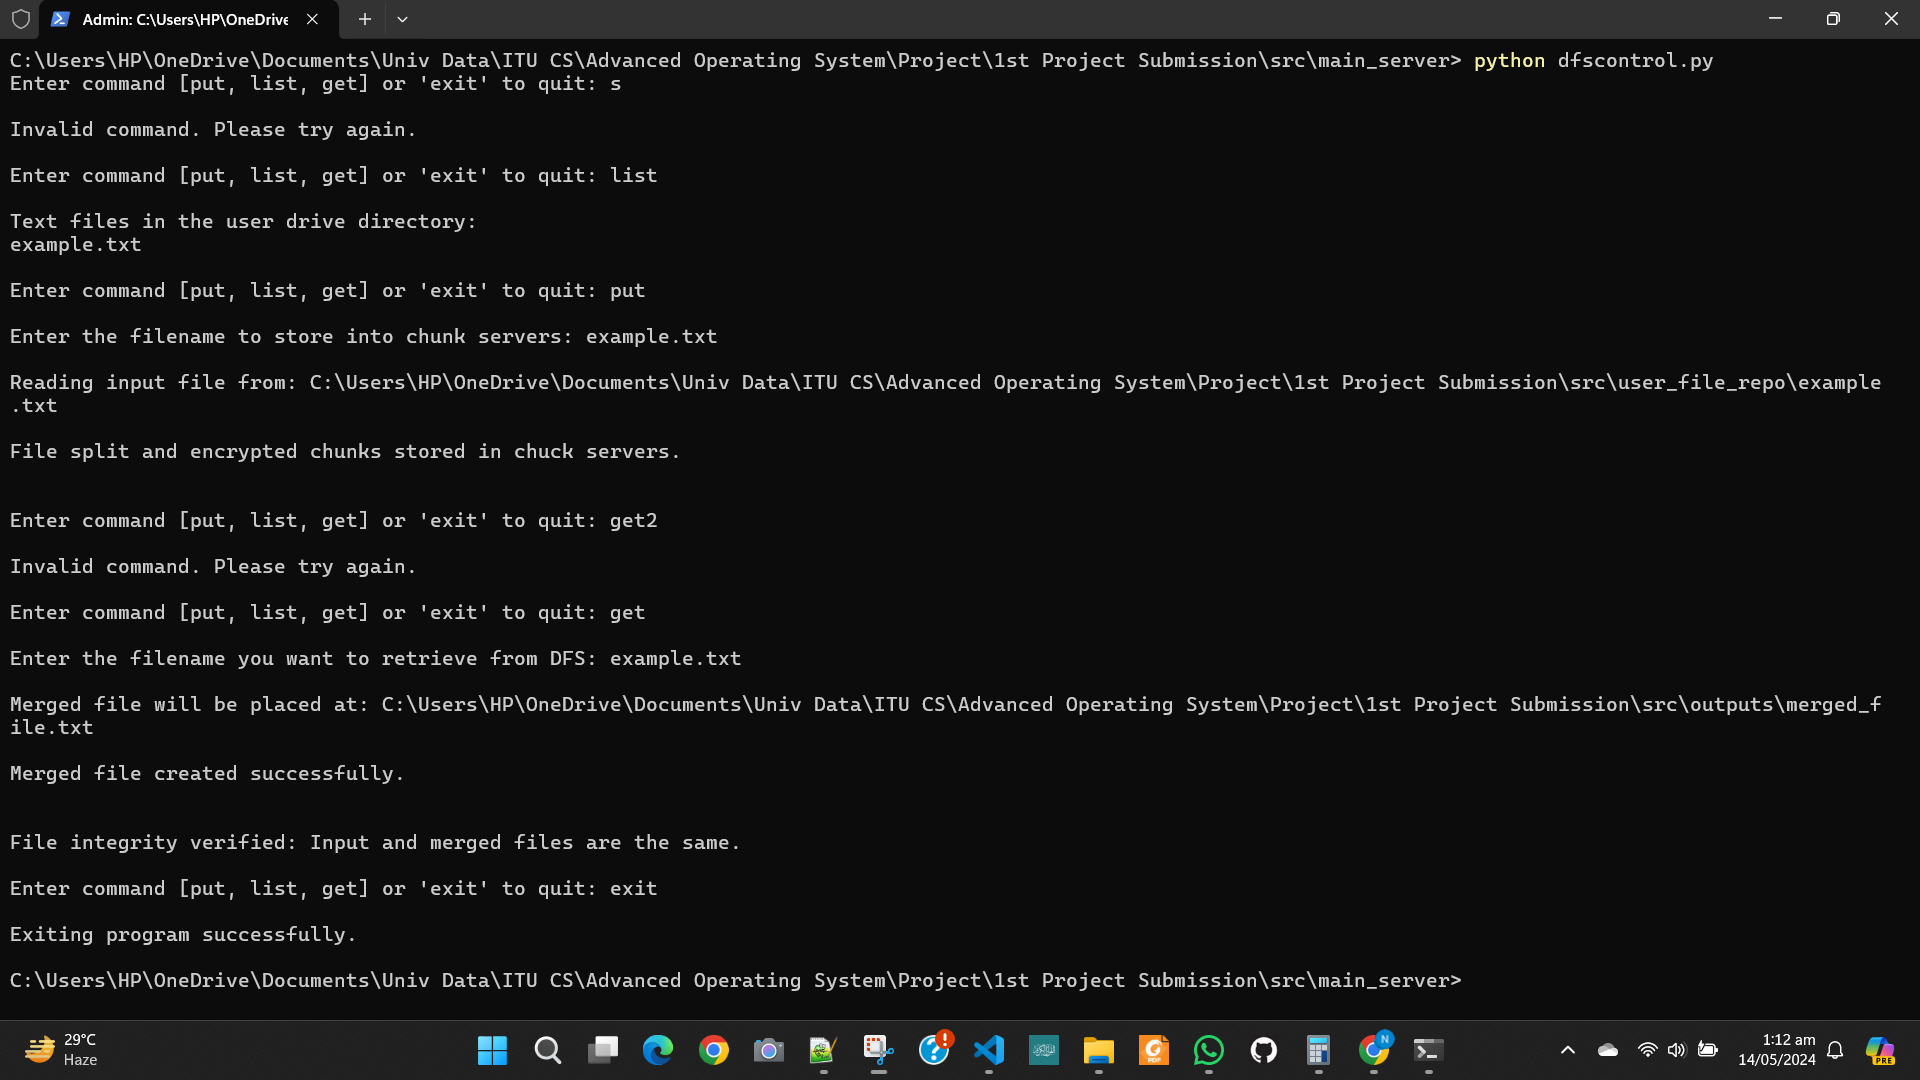 Admin: C:\Users\HP\OneDrive
C:\Users\HP\OneDrive\Documents\Univ Data\ITU CS\Advanced Operating System\Project\1st Project Submission\src\main_server> python dfscontrol.py
Enter command [put, list, get] or 'exit' to quit: s
Invalid command. Please try again.
Enter command [put, list, get] or 'exit' to quit: list
Text files in the user drive directory:
example.txt
Enter command [put, list, get] or 'exit' to quit: put
Enter the filename to store into chunk servers: example.txt
Reading input file from: C:\Users\HP\OneDrive\Documents\Univ Data\ITU CS\Advanced Operating System\Project\1st Project Submission\src\user_file_repo\example
.txt
File split and encrypted chunks stored in chuck servers.
Enter command [put, list, get] or 'exit' to quit: get2
Invalid command. Please try again.
Enter command [put, list, get] or 'exit' to quit: get
Enter the filename you want to retrieve from DFS: example.txt
Merged file will be placed at: C:\Users\HP\OneDrive\Documents\Univ Data\ITU CS\Advanced Operating System\Project\1st Project Submission\src\outputs\merged_f
ile.txt
Merged file created successfully.
File integrity verified: Input and merged files are the same.
Enter command [put, list, get] or 'exit' to quit: exit
Exiting program successfully.
C:\Users\HP\OneDrive\Documents\Univ Data\ITU CS\Advanced Operating System\Project\1st Project Submission\src\main_server>
29°C
Haze
N
PDF
1:12 am
14/05/2024
PRE